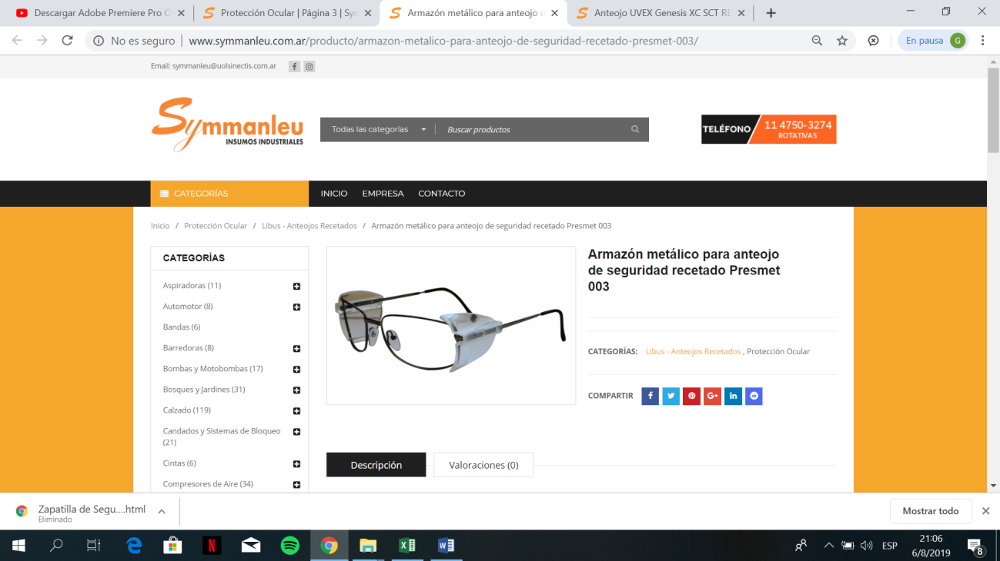 Descargar Adobe Premiere Pro C
Protección Ocular | Página 3 | Sym
Armazón metálico para anteojo d
Anteojo UVEX Genesis XC SCT RE
No es seguro | www.symmanleu.com.ar/producto/armazon-metalico-para-anteojo-de-seguridad-recetado-presmet-003/
En pausa
G
Email: symmanleu@uolsinectis.com.ar
Symmanleu
INSUMOS INDUSTRIALES
Todas las categorías
Buscar productos
TELÉFONO
11 4750-3274
ROTATIVAS
CATEGORÍAS
INICIO
EMPRESA
CONTACTO
Inicio / Protección Ocular / Libus - Anteojos Recetados / Armazón metálico para anteojo de seguridad recetado Presmet 003
CATEGORÍAS
Aspiradoras (11)
Automotor (8)
Bandas (6)
Barredoras (8)
Bombas y Motobombas (17)
Bosques y Jardines (31)
Calzado (119)
Candados y Sistemas de Bloqueo
(21)
Cintas (6)
Compresores de Aire (34)
Armazón metálico para anteojo
de seguridad recetado Presmet
003
CATEGORÍAS: Libus - Anteojos Recetados , Protección Ocular
COMPARTIR
Descripción
Valoraciones (0)
Zapatilla de Segu....html
Eliminado
Mostrar todo
ESP
21:06
6/8/2019
8